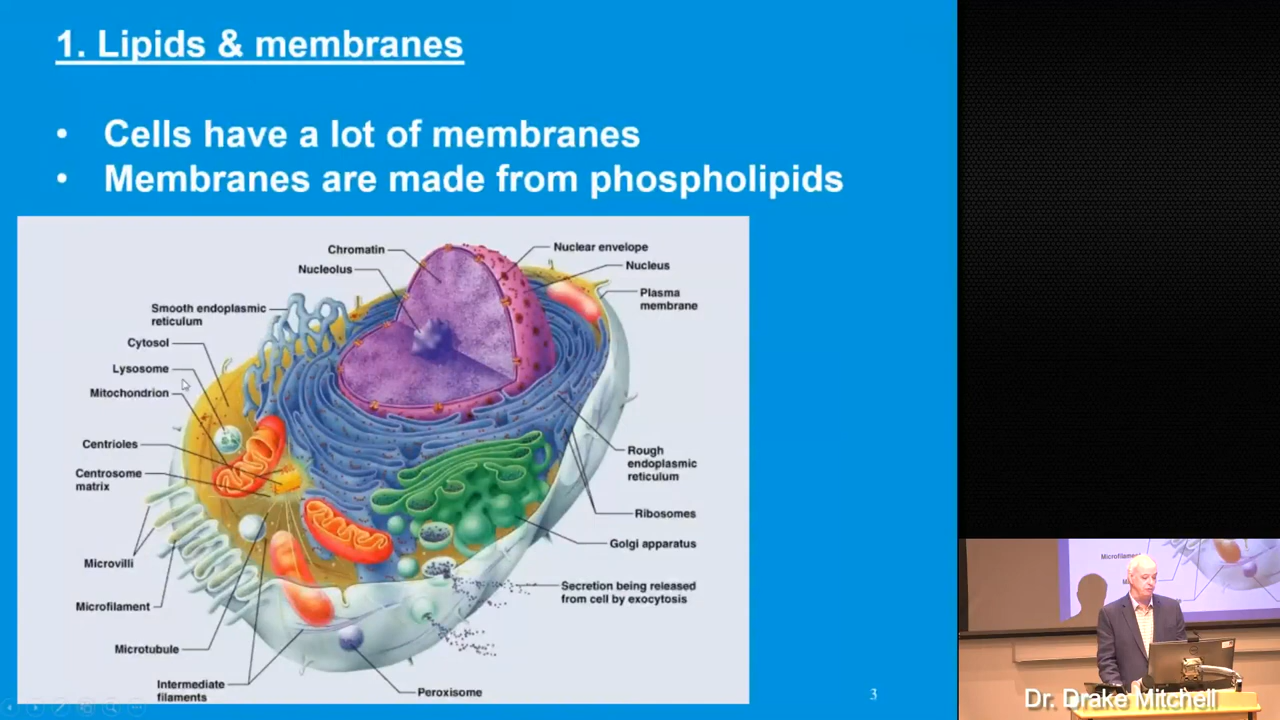 1. Lipids & membranes
• Cells have a lot of membranes
• Membranes are made from phospholipids
Chromatin
Nucleolus
Smooth endoplasmic
reticulum
Cytosol
Lysosome
Mitochondrion
Centrioles
Centrosome
matrix
Microvilli
Microfilament
Microtubule
Intermediate
filaments
Nuclear envelope
Nucleus
Plasma
membrane
Rough
endoplasmic
reticulum
Ribosomes
Golgi apparatus
Secretion being released
from cell by exocytosis
Peroxisome
3
Microfilament
Dr. Drake Mitchell